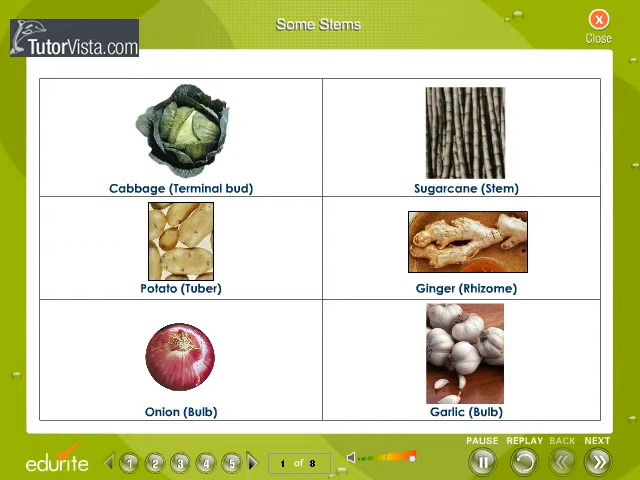 Some Stems
X
Close
TutorVista.com
Cabbage (Terminal bud)
Sugarcane (Stem)
Potato (Tuber)
Ginger (Rhizome)
Onion (Bulb)
Garlic (Bulb)
PAUSE REPLAY BACK NEXT
edurite
1 2 3 4 5
1 of 8